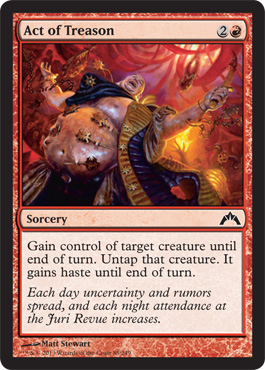 Act of Treason
2
Sorcery
Gain control of target creature until
end of turn. Untap that creature. It
gains haste until end of turn.
Each day uncertainty and rumors
spread, and each night attendance at
the Juri Revue increases.
Matt Stewart